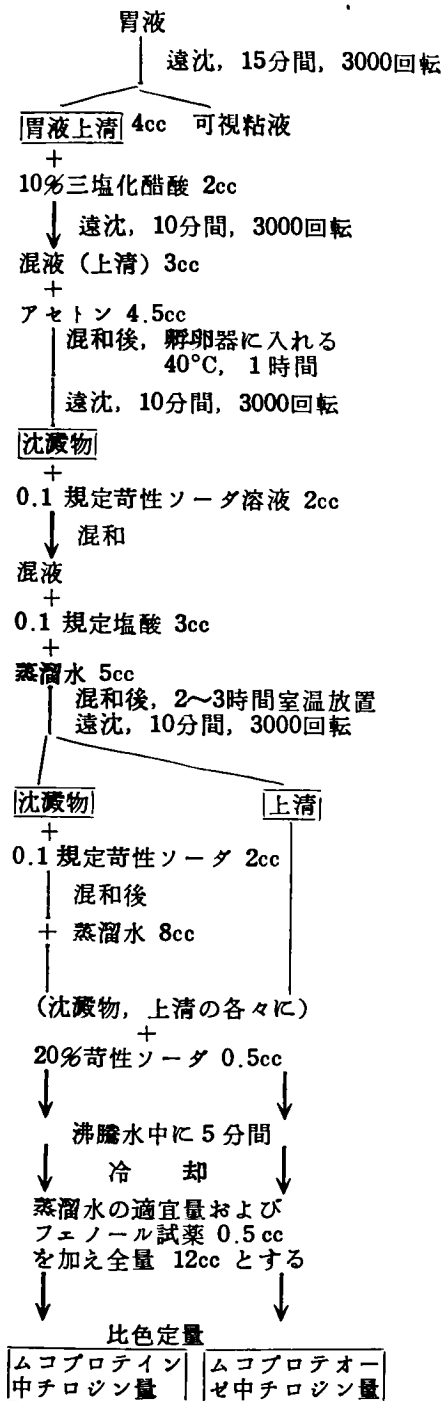 胃液
遠沈，15分間，3000回転
胃液上清 4cc 可視粘液
+
10％三塩化醋酸 2cc
遠沈，10分間，3000回転
混液（上清）3cc
+
アセトン 4.5cc
混和後，孵卵器に入れる
40°C，1時間
遠沈，10分間，3000回転
沈澱物
+
0.1 規定苛性ソーダ溶液 2cc
混和
混液
+
0.1 規定塩酸 3cc
+
蒸溜水 5cc
混和後，2〜3時間室温放置
遠沈，10分間，3000回転
沈澱物 上清
+
0.1 規定苛性ソーダ 2cc
混和後
+ 蒸溜水 8cc
（沈澱物，上清の各々に）
+
20％苛性ソーダ 0.5cc
沸騰水中に5分間
冷 却
蒸溜水の適宜量および
フェノール試薬 0.5cc
を加え全量 12cc とする
比色定量
ムコプロテイン ムコプロテオー
中チロジン量 ゼ中チロジン量